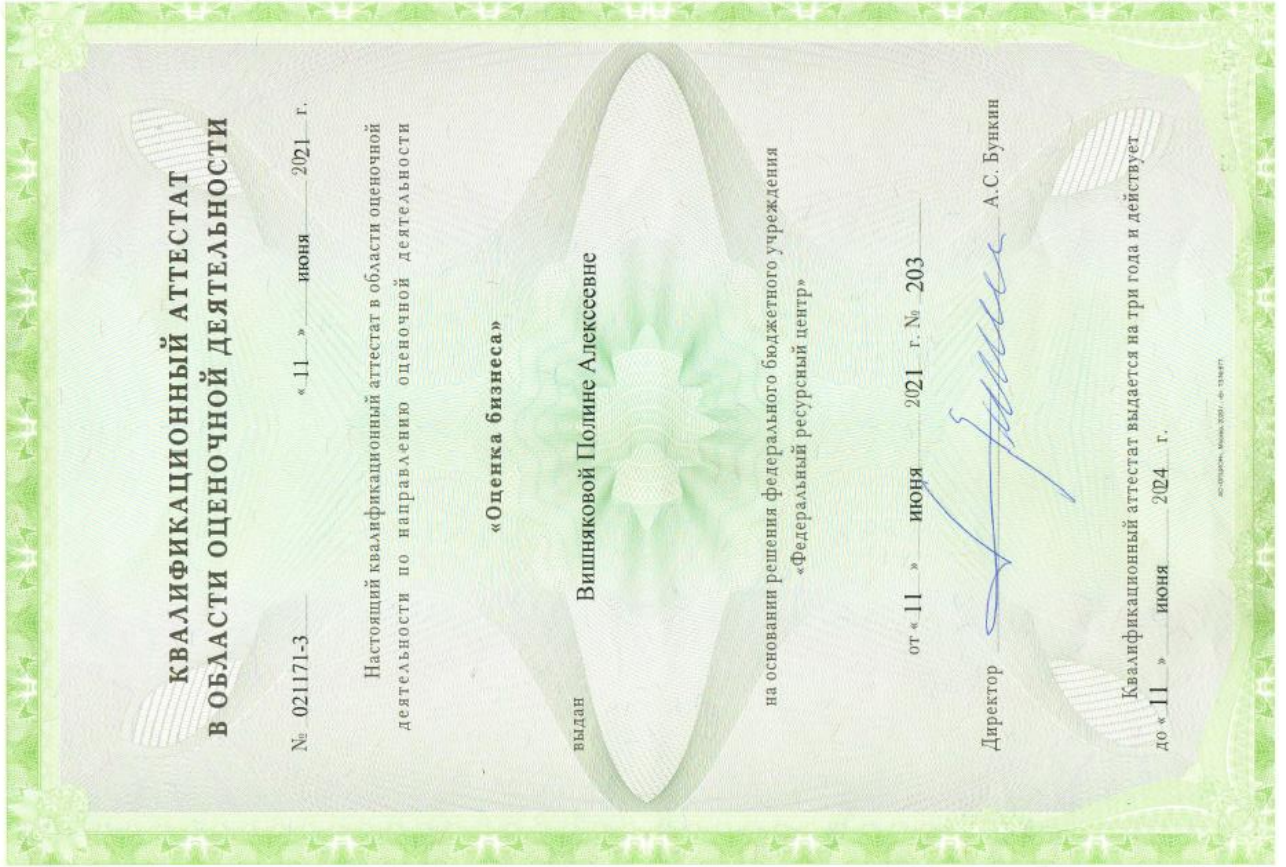 КВАЛИФИКАЦИОННЫЙ АТТЕСТАТ
В ОБЛАСТИ ОЦЕНОЧНОЙ ДЕЯТЕЛЬНОСТИ
№ 021171-3 « 11 » июня 2021 г.
Настоящий квалификационный аттестат в области оценочной
деятельности по направлению оценочной деятельности
«Оценка бизнеса»
выдан Вишняковой Полине Алексеевне
на основании решения федерального бюджетного учреждения
«Федеральный ресурсный центр»
от « 11 » июня 2021 г. № 203
Директор А.С. Бункин
Квалификационный аттестат выдается на три года и действует
до « 11 » июня 2024 г.